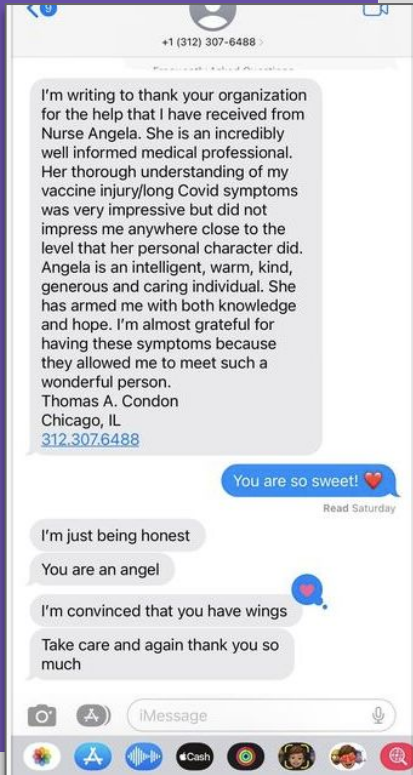 9
+1 (312) 307-6488 >
Frequently Asked Questions
I'm writing to thank your organization
for the help that I have received from
Nurse Angela. She is an incredibly
well informed medical professional.
Her thorough understanding of my
vaccine injury/long Covid symptoms
was very impressive but did not
impress me anywhere close to the
level that her personal character did.
Angela is an intelligent, warm, kind,
generous and caring individual. She
has armed me with both knowledge
and hope. I'm almost grateful for
having these symptoms because
they allowed me to meet such a
wonderful person.
Thomas A. Condon
Chicago, IL
312.307.6488
You are so sweet! ❤️
Read Saturday
I'm just being honest
You are an angel
I'm convinced that you have wings
Take care and again thank you so
much
iMessage
Cash